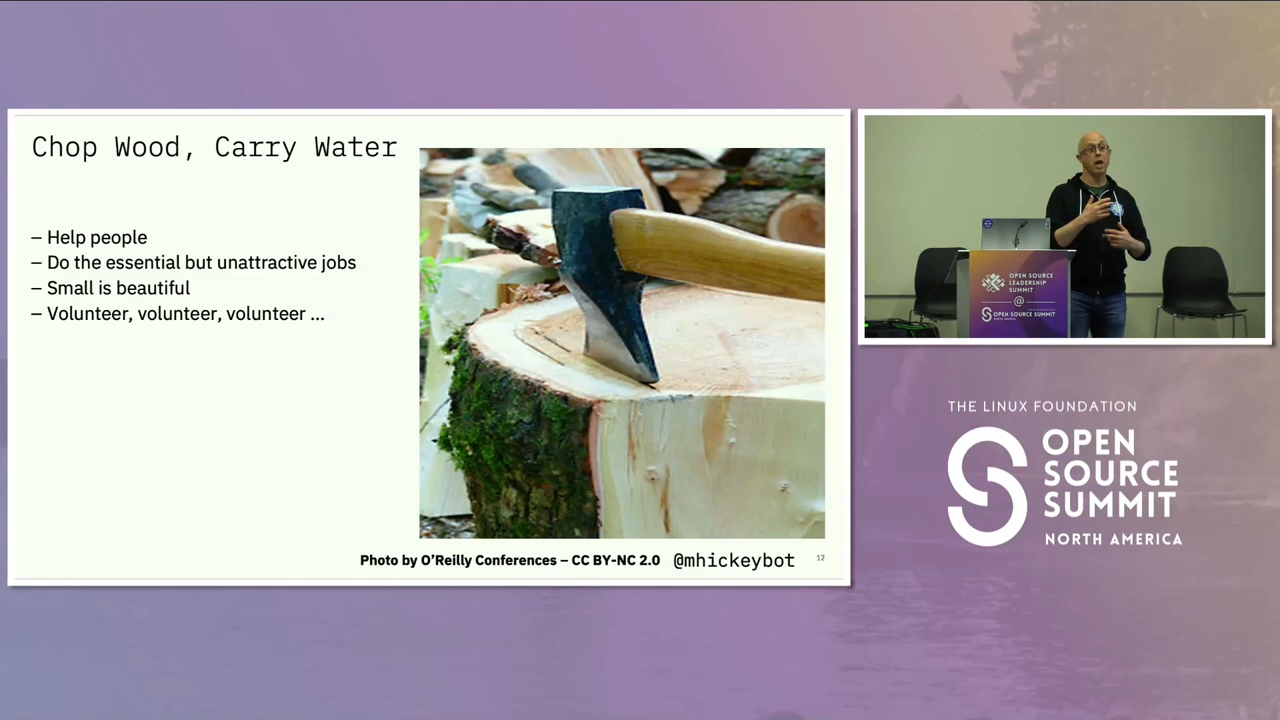 Chop Wood, Carry Water
– Help people
– Do the essential but unattractive jobs
– Small is beautiful
– Volunteer, volunteer, volunteer ...
Photo by O'Reilly Conferences – CC BY-NC 2.0 @mhickeybot 12
OPEN SOURCE
LEADERSHIP
SUMMIT
@
OPEN SOURCE SUMMIT
THE LINUX FOUNDATION
OPEN
SOURCE
SUMMIT
NORTH AMERICA